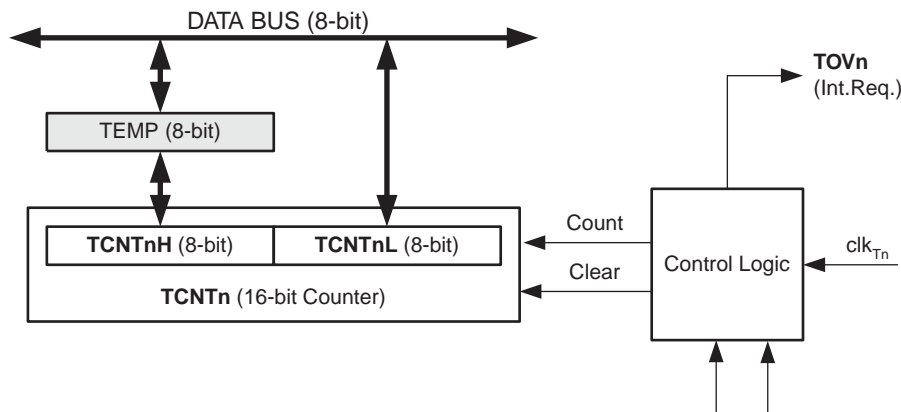 DATA BUS (8-bit)
TOVn
(Int.Req.)
TEMP (8-bit)
Count
TCNTnH (8-bit) TCNTnL (8-bit)
clkTn
Control Logic
Clear
TCNTn (16-bit Counter)